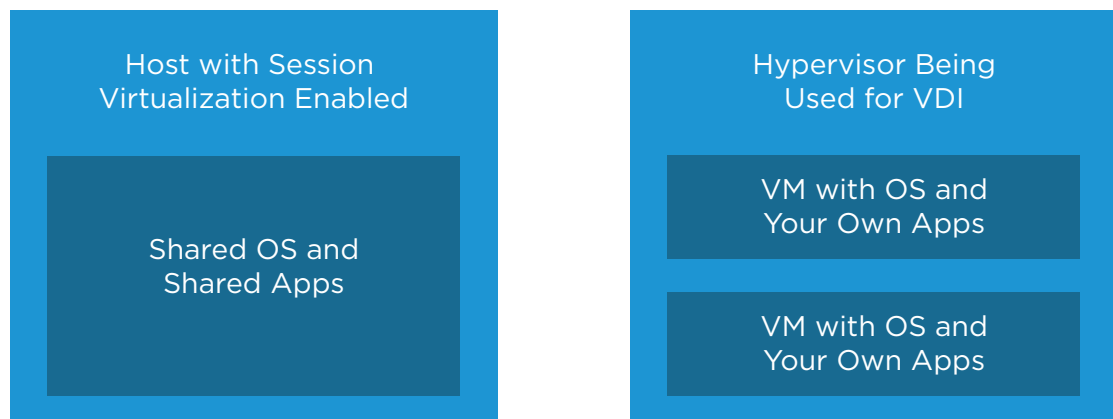 Host with Session
Virtualization Enabled
Shared OS and
Shared Apps
Hypervisor Being
Used for VDI
VM with OS and
Your Own Apps
VM with OS and
Your Own Apps